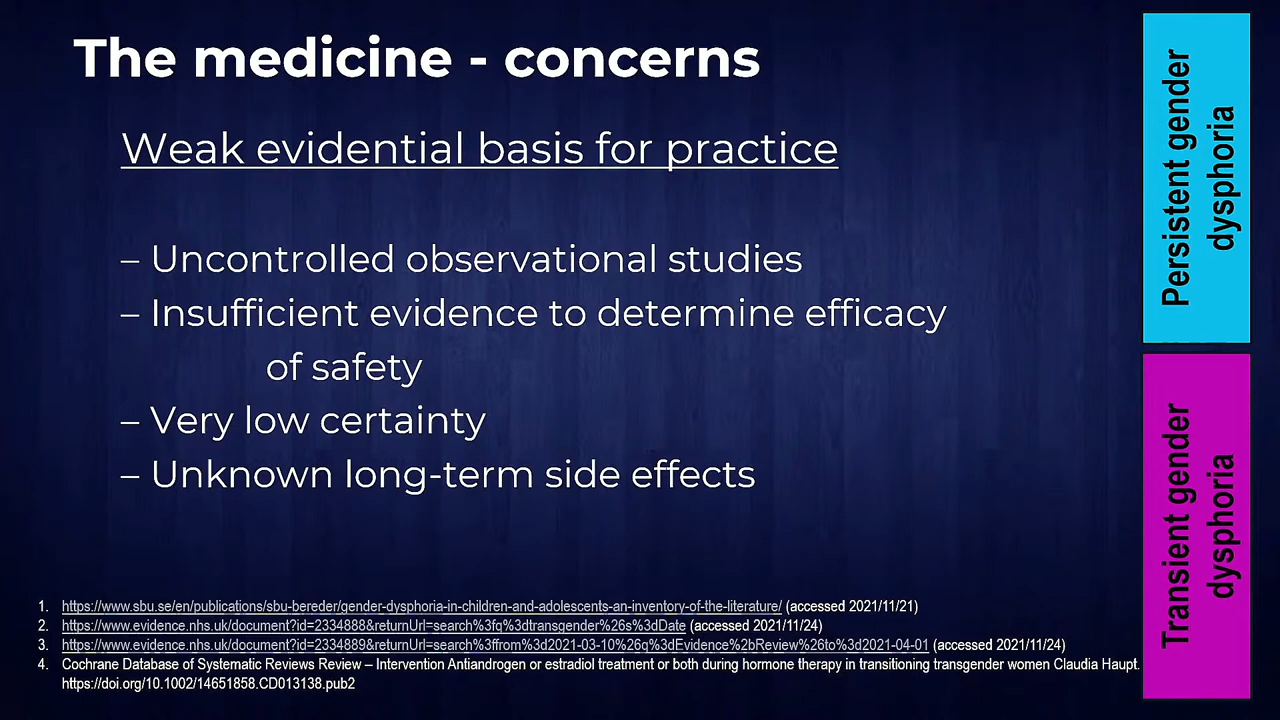 The medicine - concerns
Weak evidential basis for practice
– Uncontrolled observational studies
– Insufficient evidence to determine efficacy
of safety
– Very low certainty
– Unknown long-term side effects
Persistent gender
dysphoria
Transient gender
dysphoria
1. https://www.sbu.se/en/publications/sbu-bereder/gender-dysphoria-in-children-and-adolescents-an-inventory-of-the-literature/ (accessed 2021/11/21)
2. https://www.evidence.nhs.uk/document?id=2334888&returnUrl=search%3fq%3dtransgender%26s%3dDate (accessed 2021/11/24)
3. https://www.evidence.nhs.uk/document?id=2334889&returnUrl=search%3ffrom%3d2021-03-10%26q%3dEvidence%2bReview%26to%3d2021-04-01 (accessed 2021/11/24)
4. Cochrane Database of Systematic Reviews Review – Intervention Antiandrogen or estradiol treatment or both during hormone therapy in transitioning transgender women Claudia Haupt.
https://doi.org/10.1002/14651858.CD013138.pub2